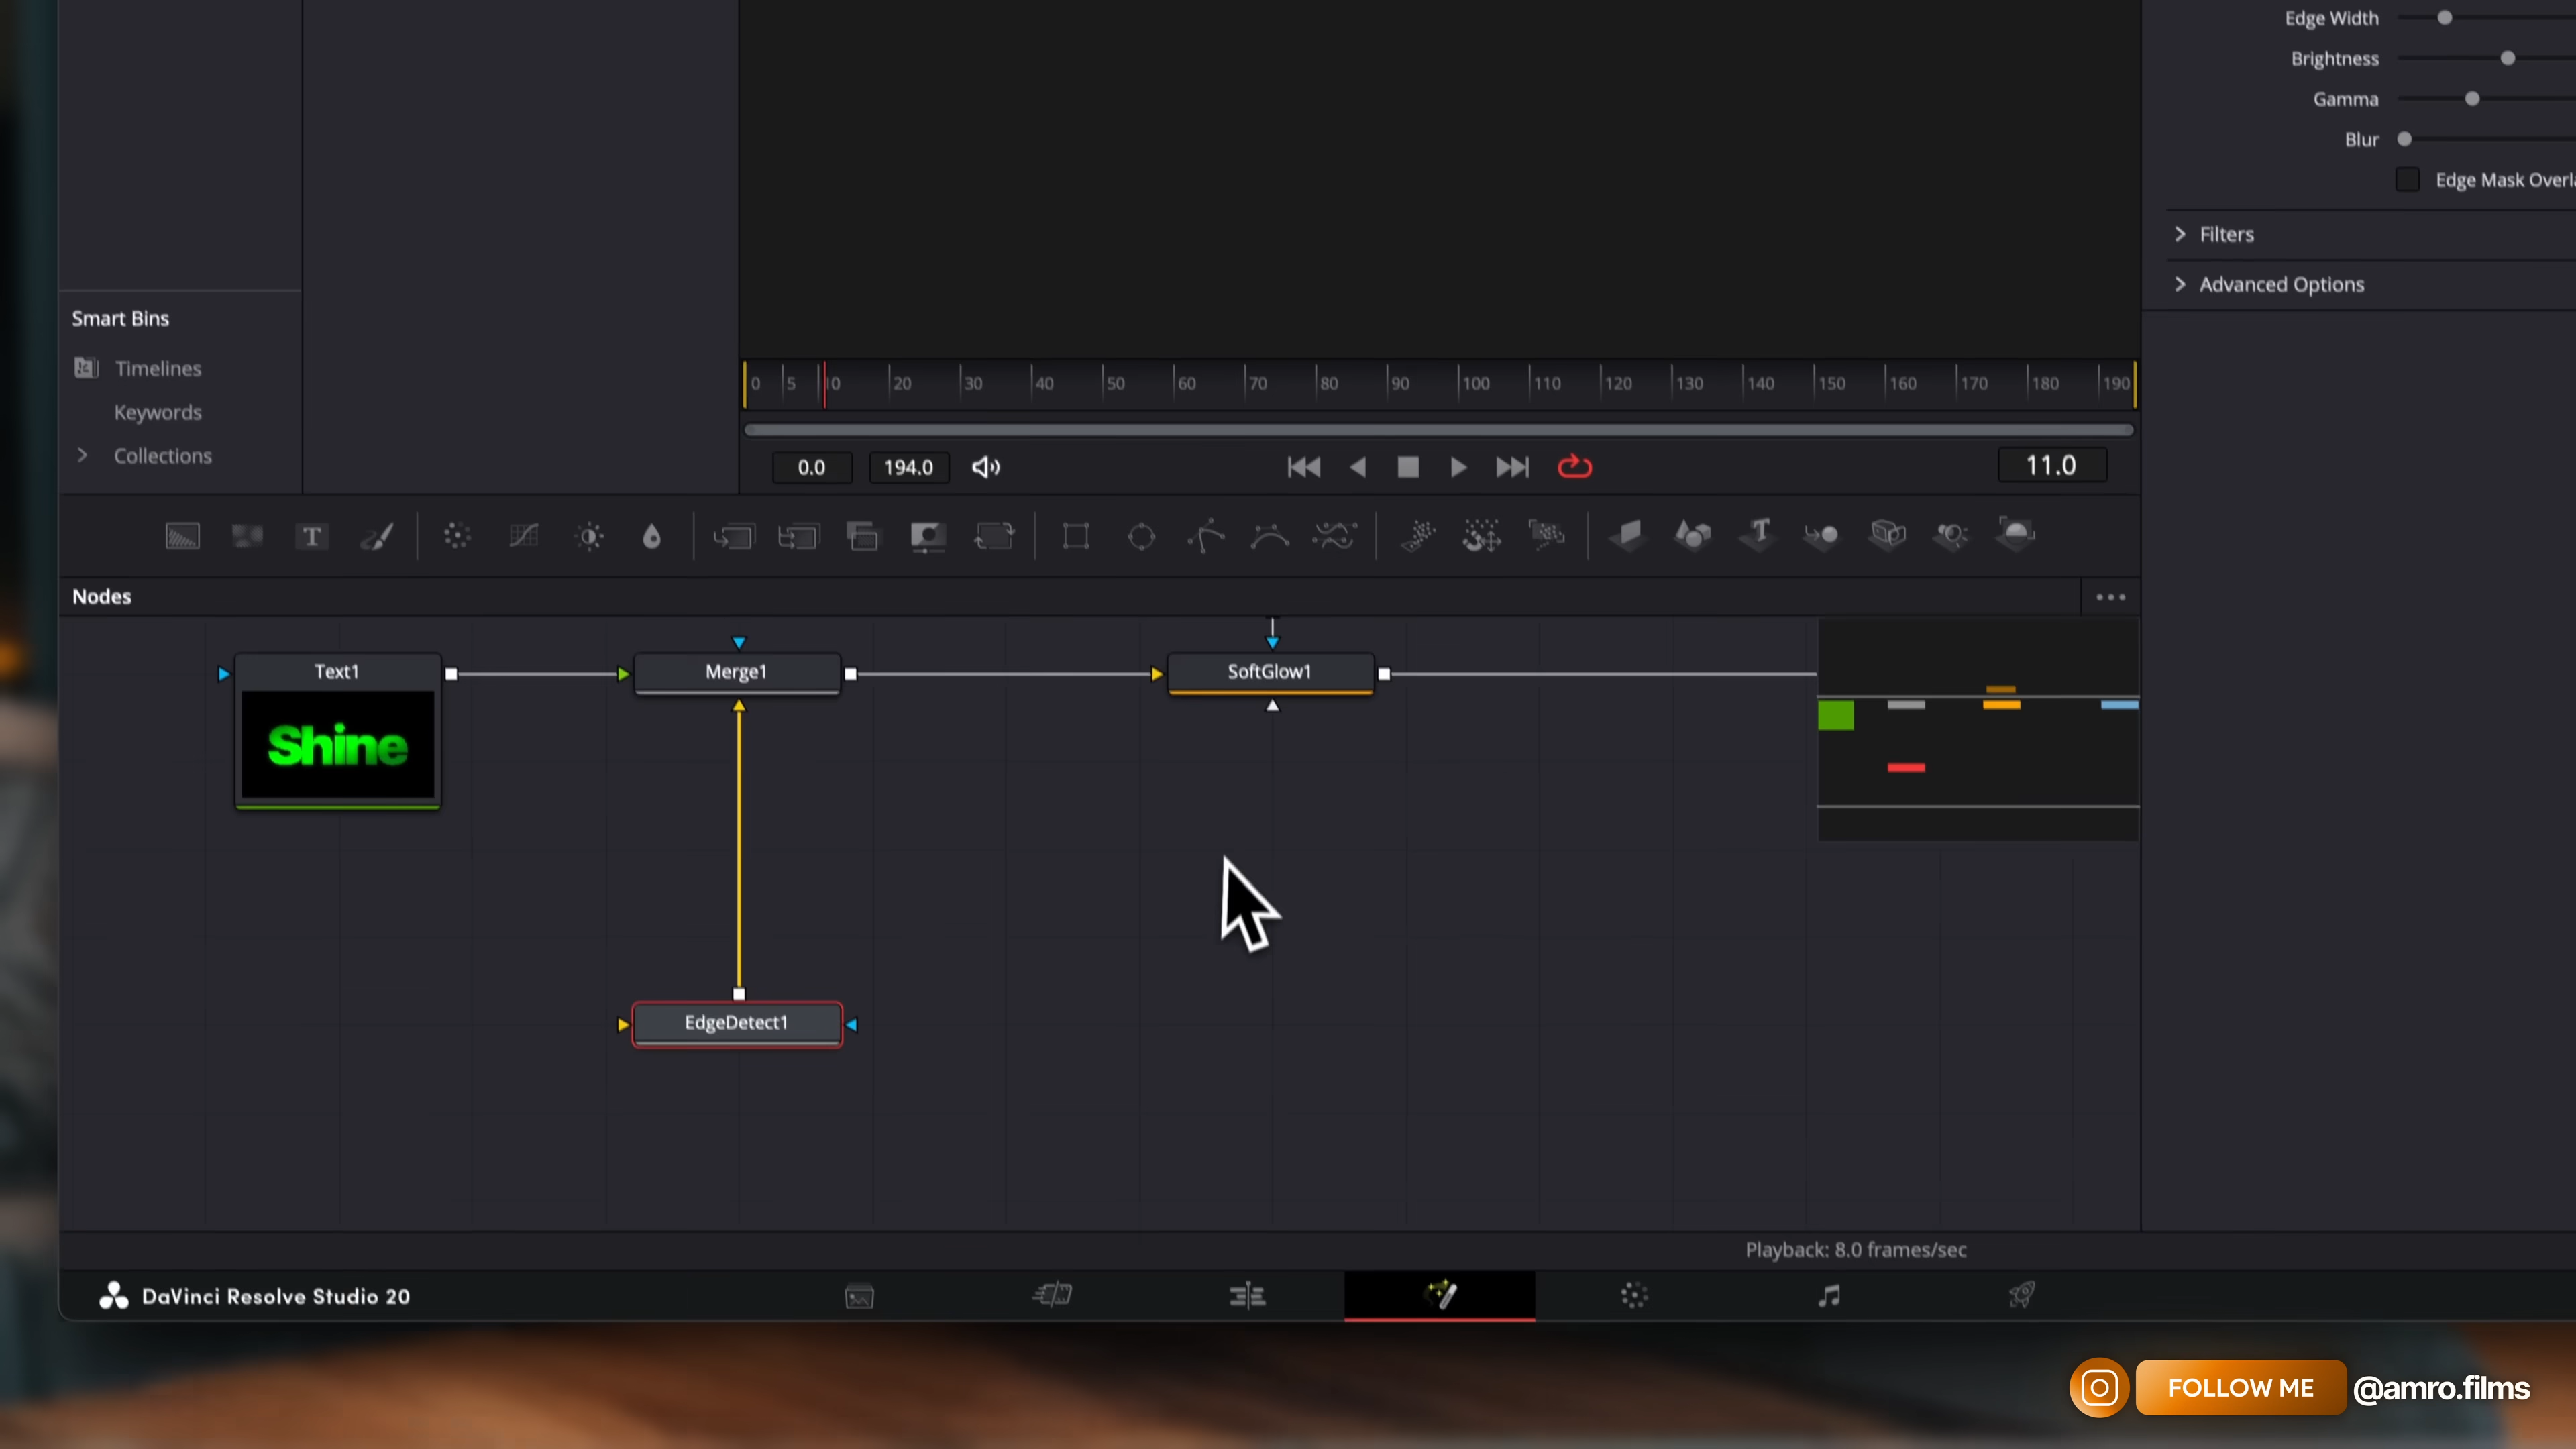 Edge Width
Brightness
Gamma
Blur
Edge Mask Overl
Filters
Advanced Options
Smart Bins
Timelines
Keywords
Collections
0 5 10 20 30 40 50 60 70 80 90 100 110 120 130 140 150 160 170 180 190
0.0 194.0 11.0
T
T
Nodes
Text1 Merge1 SoftGlow1
Shine
EdgeDetect1
Playback: 8.0 frames/sec
DaVinci Resolve Studio 20
FOLLOW ME @amro.films